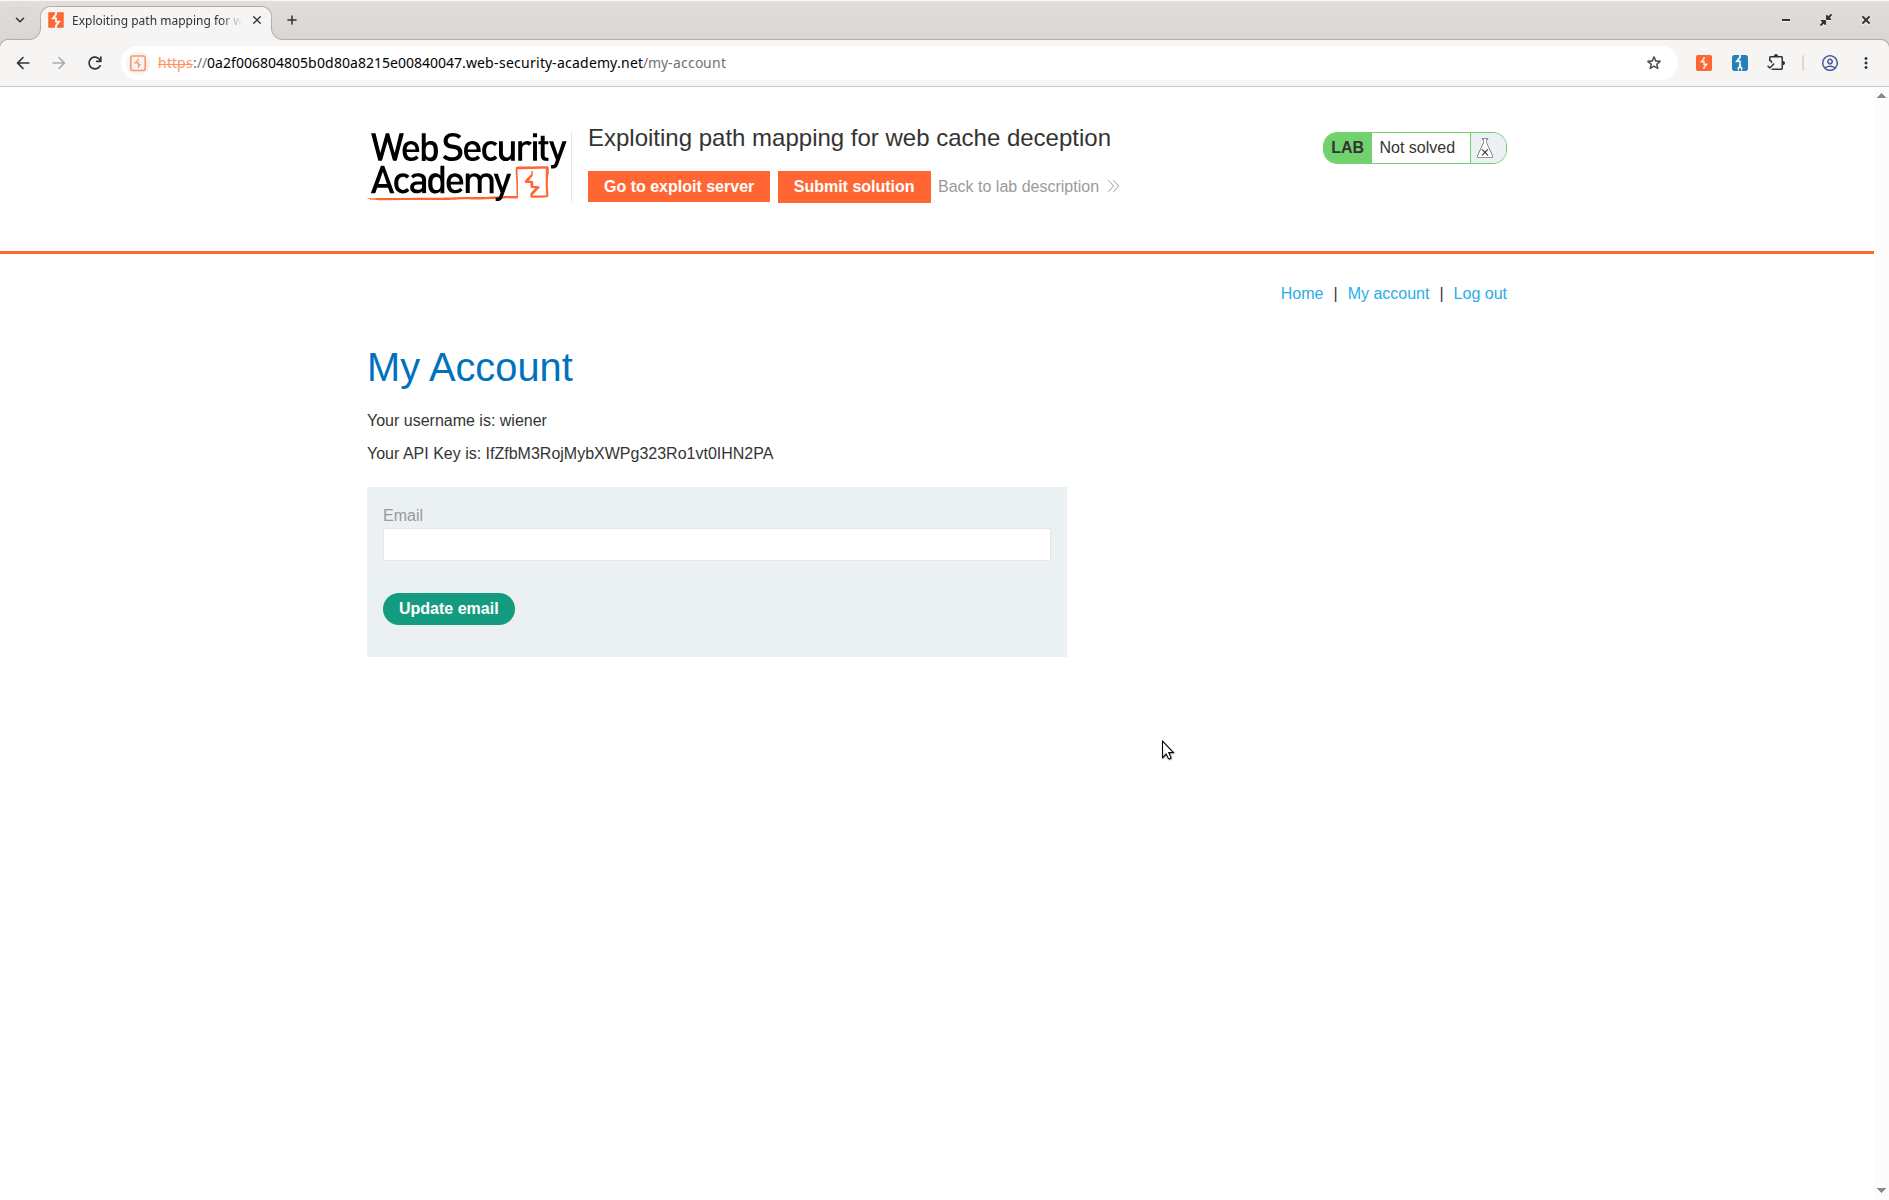 Exploiting path mapping for w
https://0a2f006804805b0d80a8215e00840047.web-security-academy.net/my-account
Web Security
Academy
Exploiting path mapping for web cache deception
Go to exploit server
Submit solution
Back to lab description
LAB
Not solved
Home | My account | Log out
My Account
Your username is: wiener
Your API Key is: IfZfbM3RojMybXWPg323Ro1vt0IHN2PA
Email
Update email